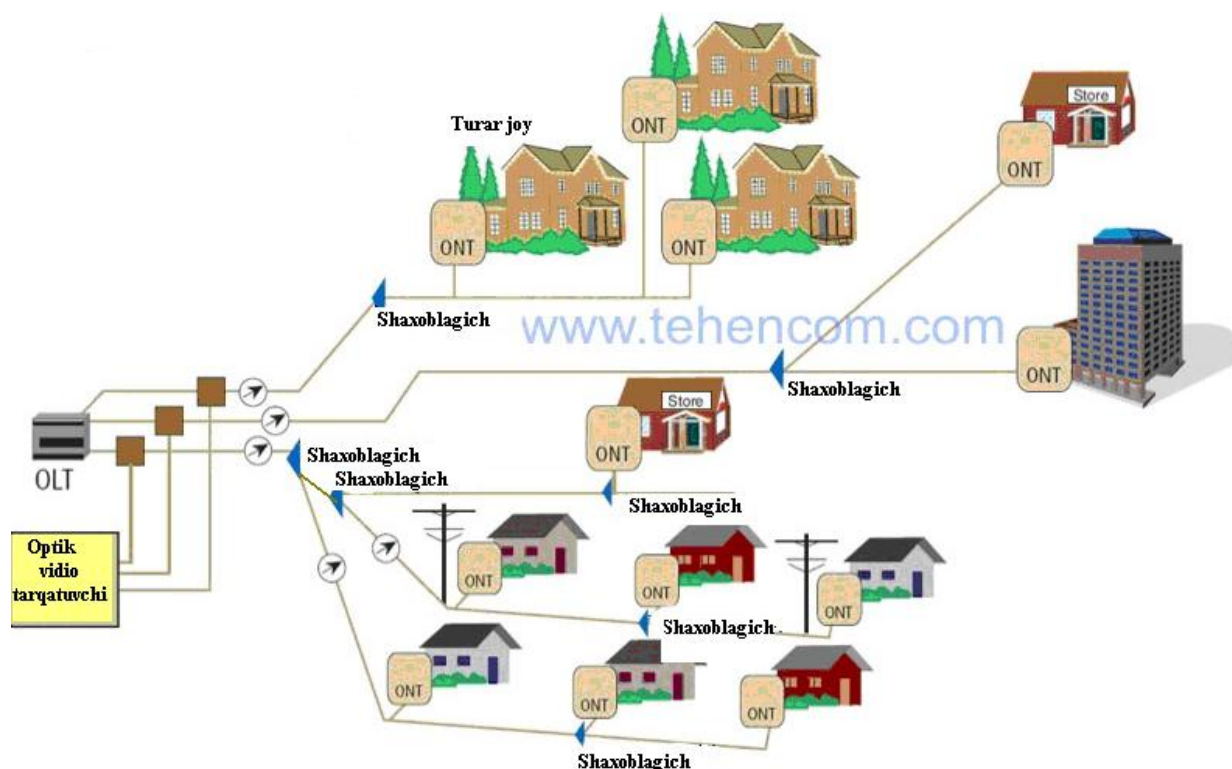 ONT
Store
Turar joy
ONT
ONT
ONT
Shaxoblagich
www.tehencom.com
ONT
Shaxoblagich
Store
ONT
OLT
Shaxoblagich
Shaxoblagich
Shaxoblagich
Optik
vidio
tarqatuvchi
ONT
ONT
ONT
Shaxoblagich
ONT
ONT
ONT
Shaxoblagich